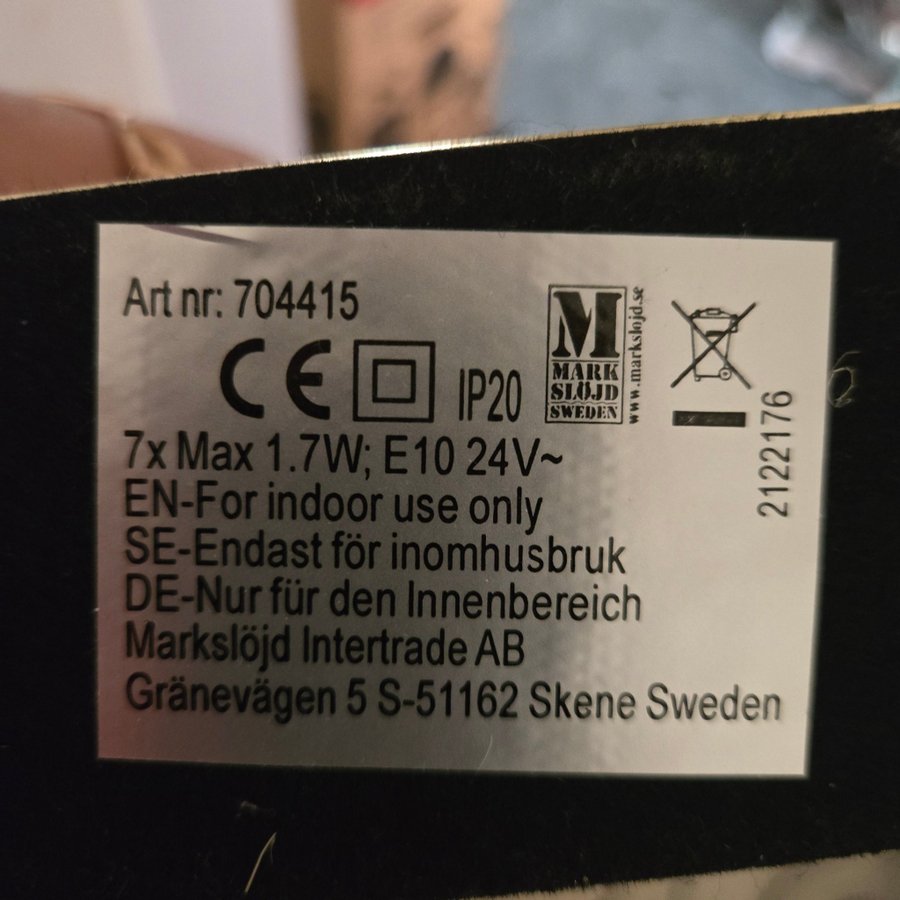 Art nr: 704415
CE IP20
M
MARK
SLÖJD
SWEDEN
www.markslojd.se
7x Max 1.7W; E10 24V~
EN-For indoor use only
SE-Endast för inomhusbruk
DE-Nur für den Innenbereich
Markslöjd Intertrade AB
Gränevägen 5 S-51162 Skene Sweden
2122176